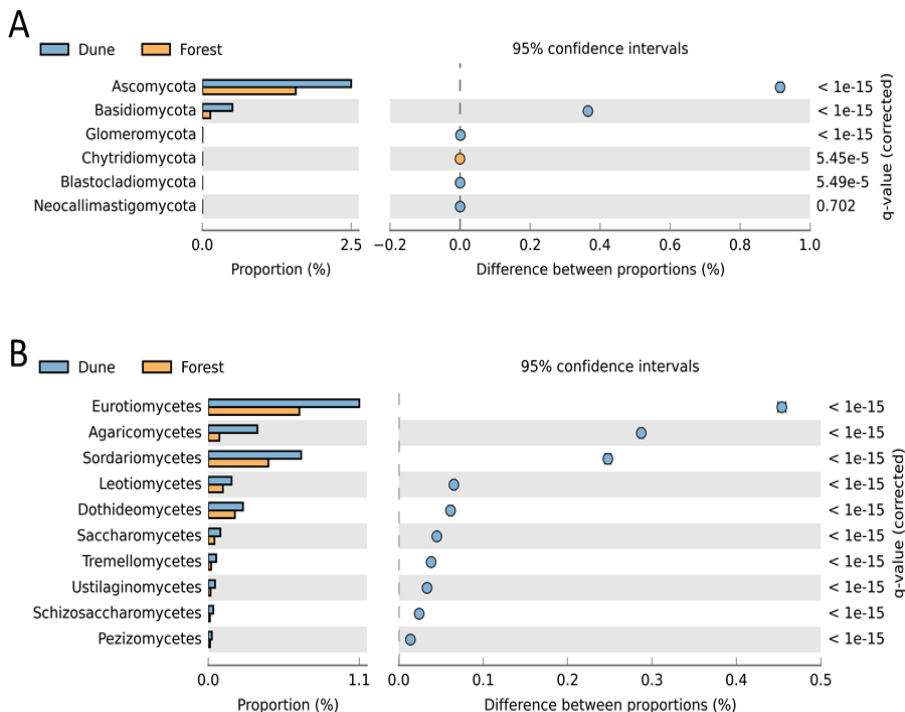 A
Dune Forest 95% confidence intervals
Ascomycota < 1e-15
Basidiomycota < 1e-15
Glomeromycota < 1e-15
Chytridiomycota 5.45e-5
Blastocladiomycota 5.49e-5
Neocallimastigomycota 0.702
q-value (corrected)
0.0 2.5 −0.2 0.0 0.2 0.4 0.6 0.8 1.0
Proportion (%) Difference between proportions (%)
B
Dune Forest 95% confidence intervals
Eurotiomycetes < 1e-15
Agaricomycetes < 1e-15
Sordariomycetes < 1e-15
Leotiomycetes < 1e-15
Dothideomycetes < 1e-15
Saccharomycetes < 1e-15
Tremellomycetes < 1e-15
Ustilaginomycetes < 1e-15
Schizosaccharomycetes < 1e-15
Pezizomycetes < 1e-15
q-value (corrected)
0.0 1.1 0.0 0.1 0.2 0.3 0.4 0.5
Proportion (%) Difference between proportions (%)